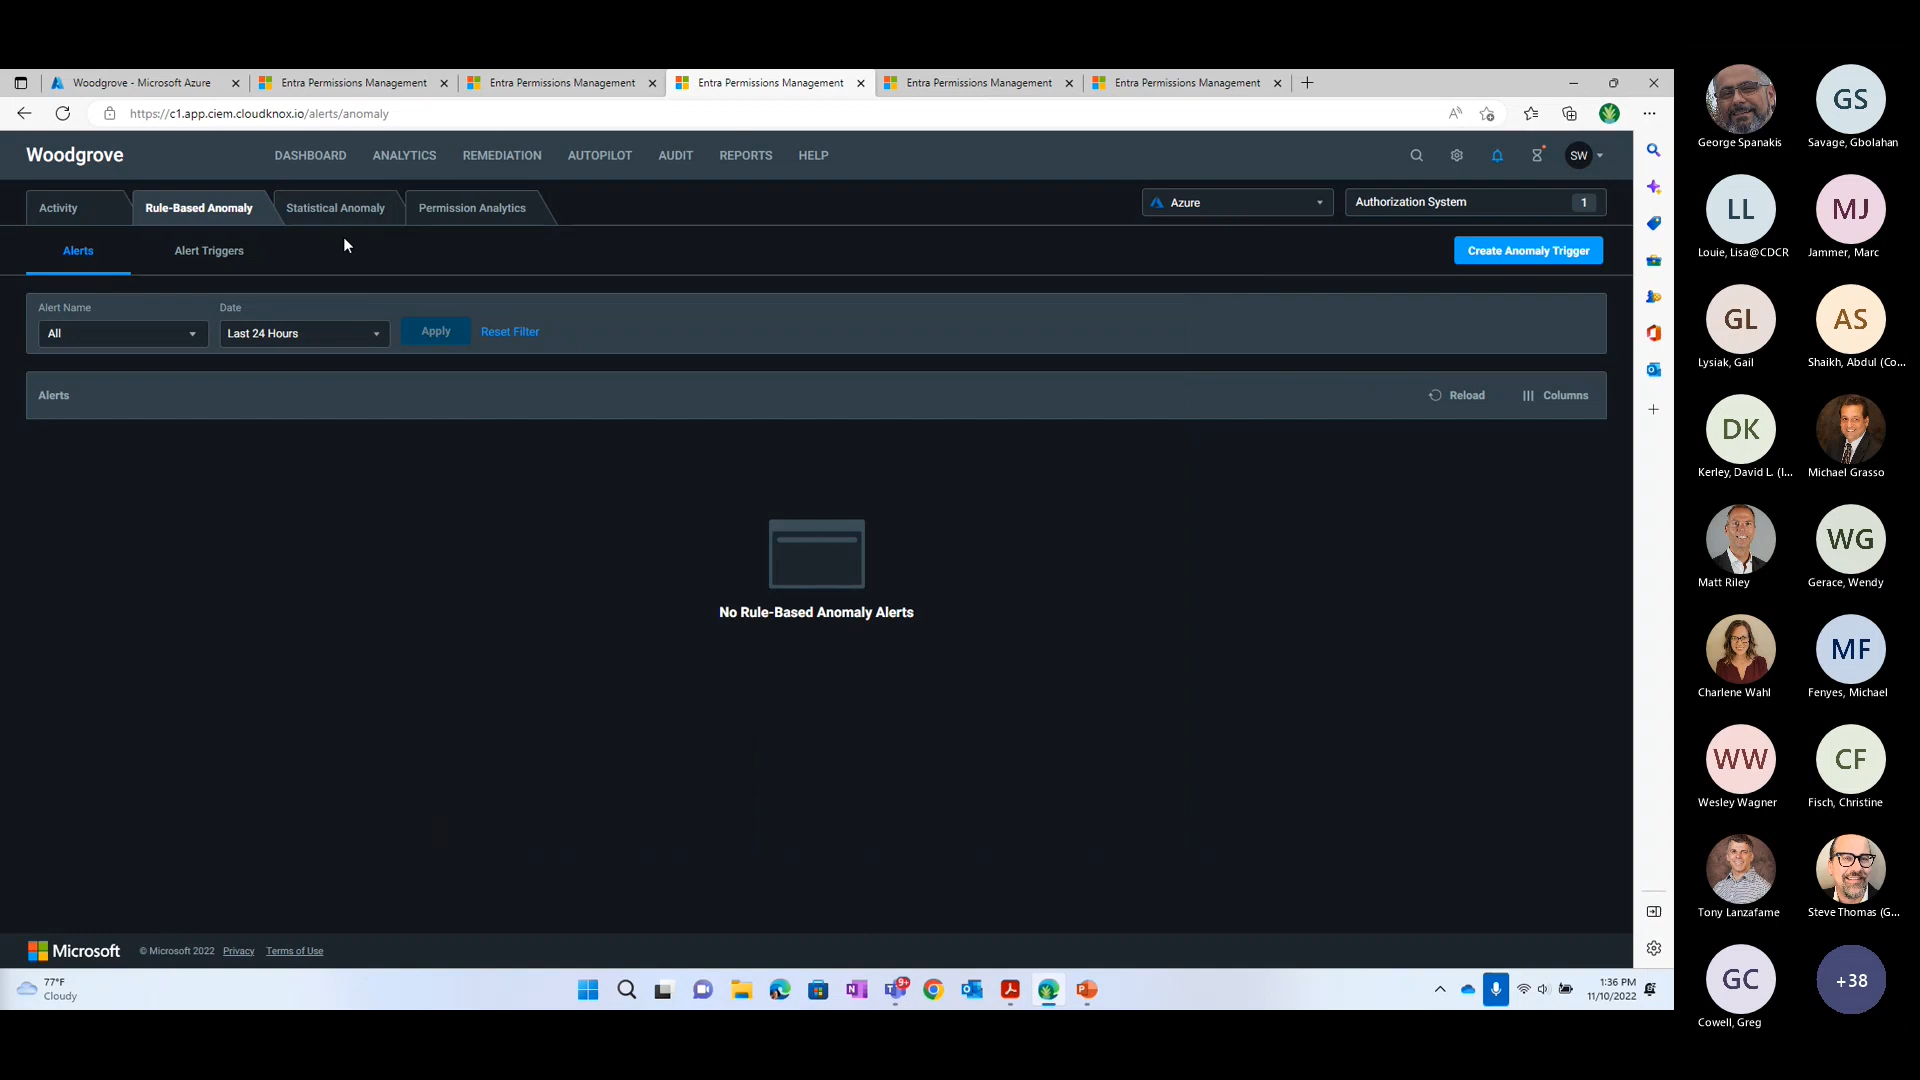 Woodgrove - Microsoft Azure
Entra Permissions Management
Entra Permissions Management
Entra Permissions Management
Entra Permissions Management
Entra Permissions Management
https://c1.app.ciem.cloudknox.io/alerts/anomaly
Woodgrove
DASHBOARD ANALYTICS REMEDIATION AUTOPILOT AUDIT REPORTS HELP
SW
Activity Rule-Based Anomaly Statistical Anomaly Permission Analytics
Azure
Authorization System 1
Alerts Alert Triggers
Create Anomaly Trigger
Alert Name Date
All Last 24 Hours Apply Reset Filter
Alerts Reload Columns
No Rule-Based Anomaly Alerts
Microsoft © Microsoft 2022 Privacy Terms of Use
77°F
Cloudy
9+
1:36 PM
11/10/2022
George Spanakis
GS
Savage, Gbolahan
LL
Louie, Lisa@CDCR
MJ
Jammer, Marc
GL
Lysiak, Gail
AS
Shaikh, Abdul (Co...
DK
Kerley, David L. (I...
Michael Grasso
Matt Riley
WG
Gerace, Wendy
Charlene Wahl
MF
Fenyes, Michael
WW
Wesley Wagner
CF
Fisch, Christine
Tony Lanzafame
Steve Thomas (G...
GC
Cowell, Greg
+38